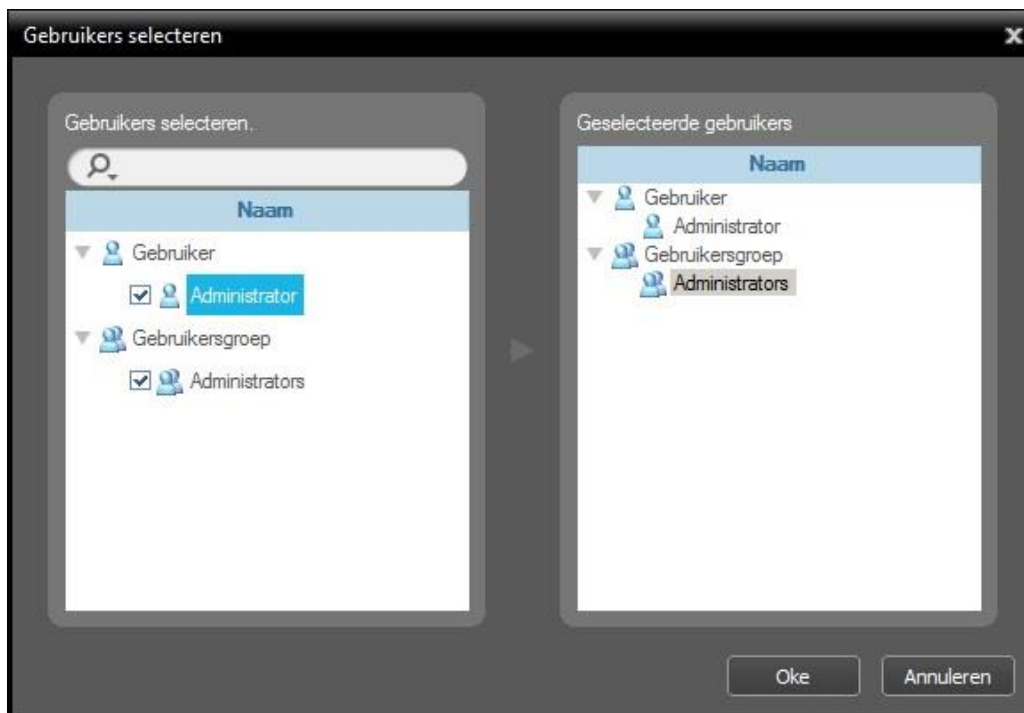 Gebruikers selecteren
Gebruikers selecteren.
Naam
Gebruiker
Administrator
Gebruikersgroep
Administrators
Geselecteerde gebruikers
Naam
Gebruiker
Administrator
Gebruikersgroep
Administrators
Oke
Annuleren